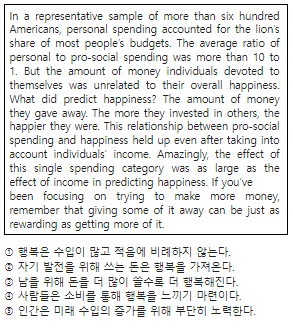 In a representative sample of more than six hundred
Americans, personal spending accounted for the lion's
share of most people's budgets. The average ratio of
personal to pro-social spending was more than 10 to
1. But the amount of money individuals devoted to
themselves was unrelated to their overall happiness.
What did predict happiness? The amount of money
they gave away. The more they invested in others, the
happier they were. This relationship between pro-social
spending and happiness held up even after taking into
account individuals' income. Amazingly, the effect of
this single spending category was as large as the
effect of income in predicting happiness. If you've
been focusing on trying to make more money,
remember that giving some of it away can be just as
rewarding as getting more of it.
① 행복은 수입이 많고 적음에 비례하지 않는다.
② 자기 발전을 위해 쓰는 돈은 행복을 가져온다.
③ 남을 위해 돈을 더 많이 쓸수록 더 행복해진다.
④ 사람들은 소비를 통해 행복을 느끼기 마련이다.
⑤ 인간은 미래 수입의 증가를 위해 부단히 노력한다.